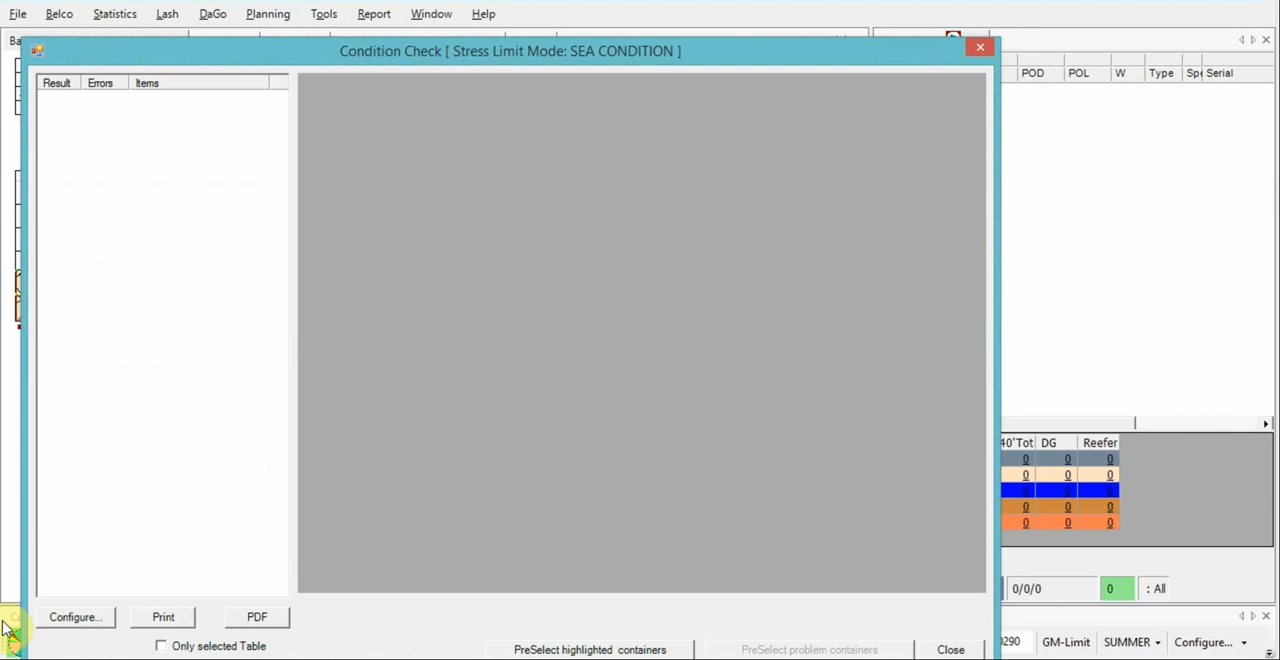 File Belco Statistics Lash DaGo Planning Tools Report Window Help
Condition Check [ Stress Limit Mode: SEA CONDITION ]
Result Errors Items
POD POL W Type Serial
40'Tot DG Reefer
0 0 0
0 0 0
0 0
0 0 0
0 0 0
0/0/0 0 : All
Configure... Print PDF
Only selected Table
PreSelect highlighted containers PreSelect problem containers Close
0290 GM-Limit SUMMER Configure...